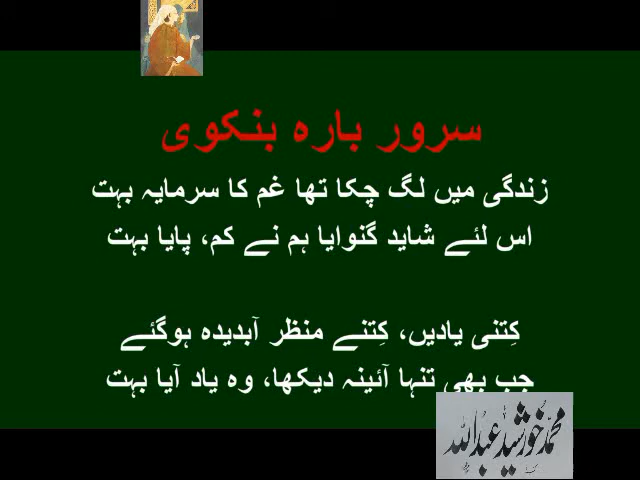 سرور بارہ بنکوی
زندگی میں لگ چکا تھا غم کا سرمایہ بہت
اس لئے شاید گنوایا ہم نے کم، پایا بہت
کِتنی یادیں، کِتنے منظر آبدیدہ ہوگئے
جب بھی تنہا آئینہ دیکھا، وہ یاد آیا بہت
محمد خورشید عبداللہ